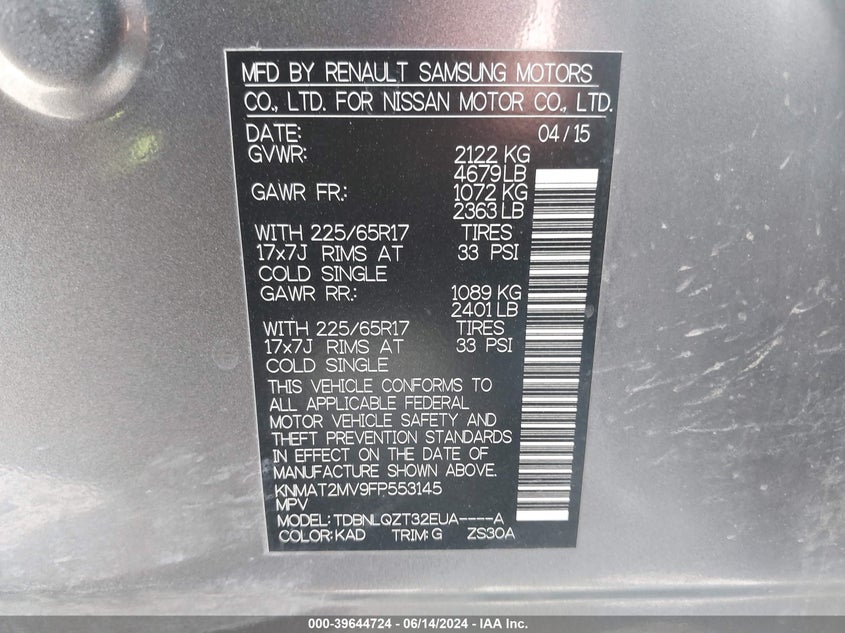 MFD BY RENAULT SAMSUNG MOTORS
CO., LTD. FOR NISSAN MOTOR CO., LTD.
DATE: 04/15
GVWR: 2122 KG
4679 LB
GAWR FR.: 1072 KG
2363 LB
WITH 225/65R17 TIRES
17x7J RIMS AT 33 PSI
COLD SINGLE
GAWR RR.: 1089 KG
2401 LB
WITH 225/65R17 TIRES
17x7J RIMS AT 33 PSI
COLD SINGLE
THIS VEHICLE CONFORMS TO
ALL APPLICABLE FEDERAL
MOTOR VEHICLE SAFETY AND
THEFT PREVENTION STANDARDS
IN EFFECT ON THE DATE OF
MANUFACTURE SHOWN ABOVE.
KNMAT2MV9FP553145
MPV
MODEL: TDBNLQZT32EUA----A
COLOR: KAD TRIM: G ZS30A
000-39644724 - 06/14/2024 - IAA Inc.